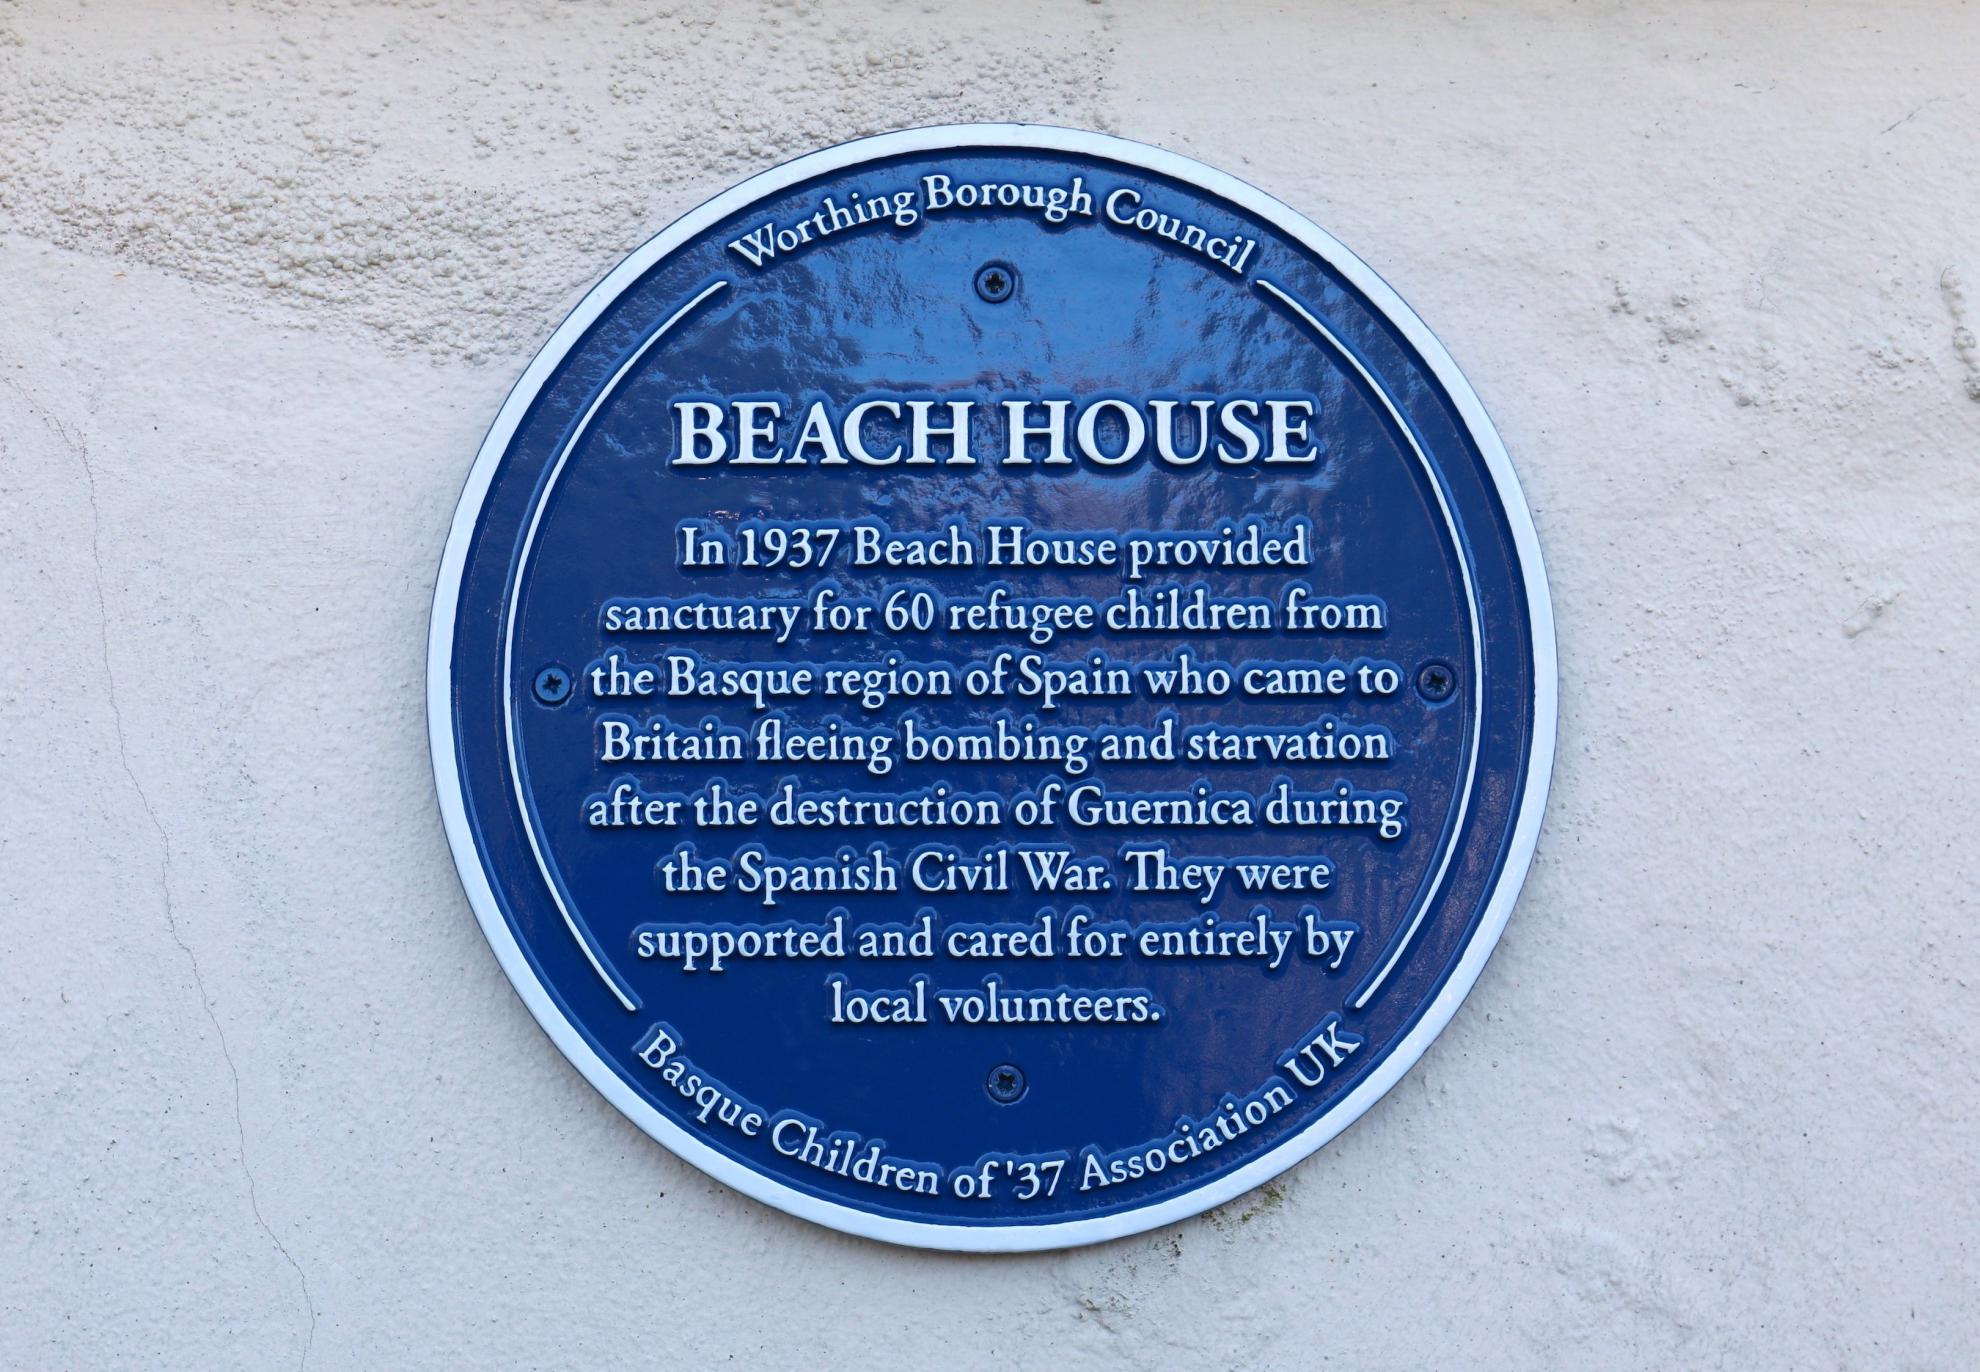 Worthing Borough Council
BEACH HOUSE
In 1937 Beach House provided
sanctuary for 60 refugee children from
the Basque region of Spain who came to
Britain fleeing bombing and starvation
after the destruction of Guernica during
the Spanish Civil War. They were
supported and cared for entirely by
local volunteers.
Basque Children of '37 Association UK